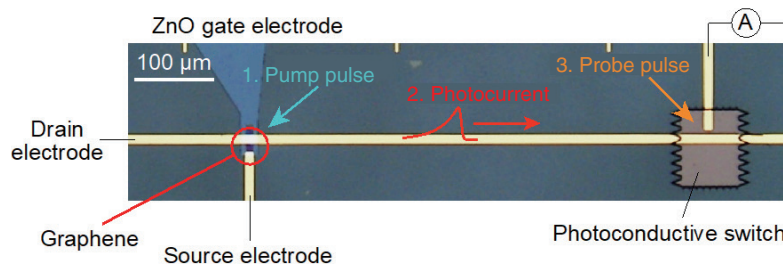 ZnO gate electrode
A
100 µm
1. Pump pulse
2. Photocurrent
3. Probe pulse
Drain
electrode
Graphene
Source electrode
Photoconductive switch